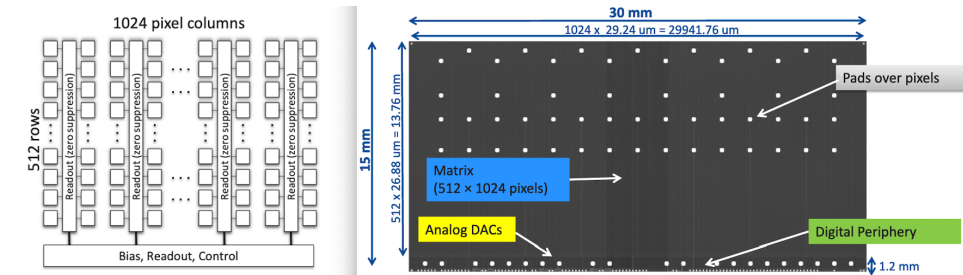 1024 pixel columns
512 rows
Readout (zero suppression)
Readout (zero suppression)
Readout (zero suppression)
Readout (zero suppression)
Bias, Readout, Control
30 mm
1024 x 29.24 um = 29941.76 um
15 mm
512 x 26.88 um = 13.76 mm
Pads over pixels
Matrix
(512 × 1024 pixels)
Analog DACs
Digital Periphery
1.2 mm